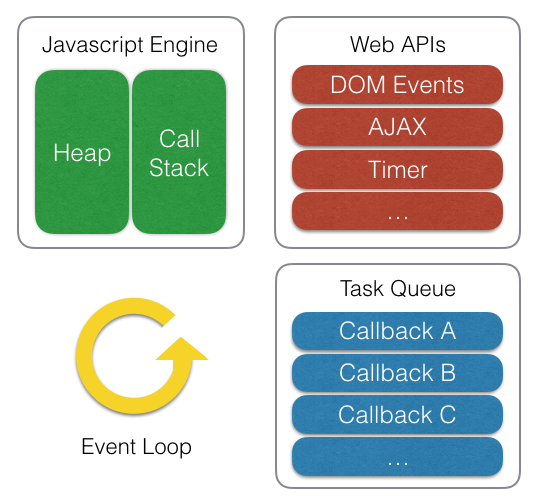 Javascript Engine
Heap
Call
Stack
Web APIs
DOM Events
AJAX
Timer
...
Event Loop
Task Queue
Callback A
Callback B
Callback C
...